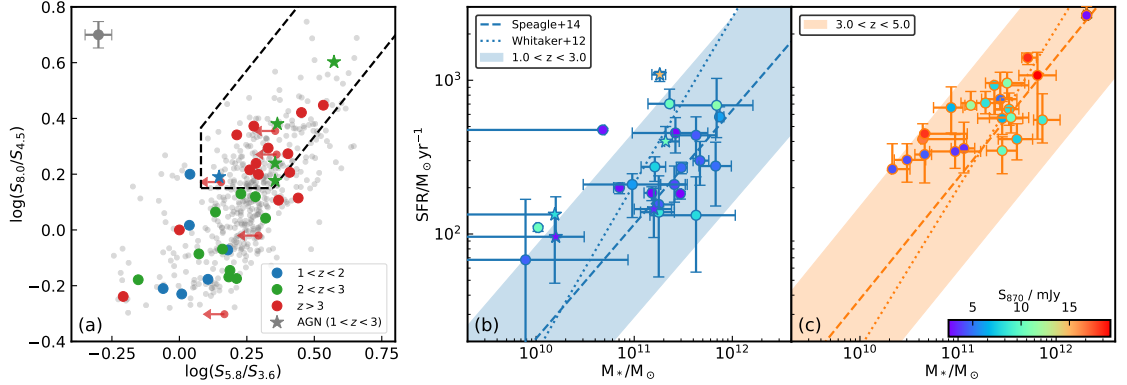 0.8
0.6
0.4
0.2
0.0
−0.2
−0.4
log(S8.0/S4.5)
−0.25
0.00
0.25
0.50
0.75
log(S5.8/S3.6)
(a)
1 < z < 2
2 < z < 3
z > 3
AGN (1 < z < 3)
10³
10²
SFR/M⊙yr⁻¹
Speagle+14
Whitaker+12
1.0 < z < 3.0
(b)
10¹⁰
10¹¹
10¹²
M*/M⊙
3.0 < z < 5.0
(c)
S870 / mJy
5
10
15
10¹⁰
10¹¹
10¹²
M*/M⊙